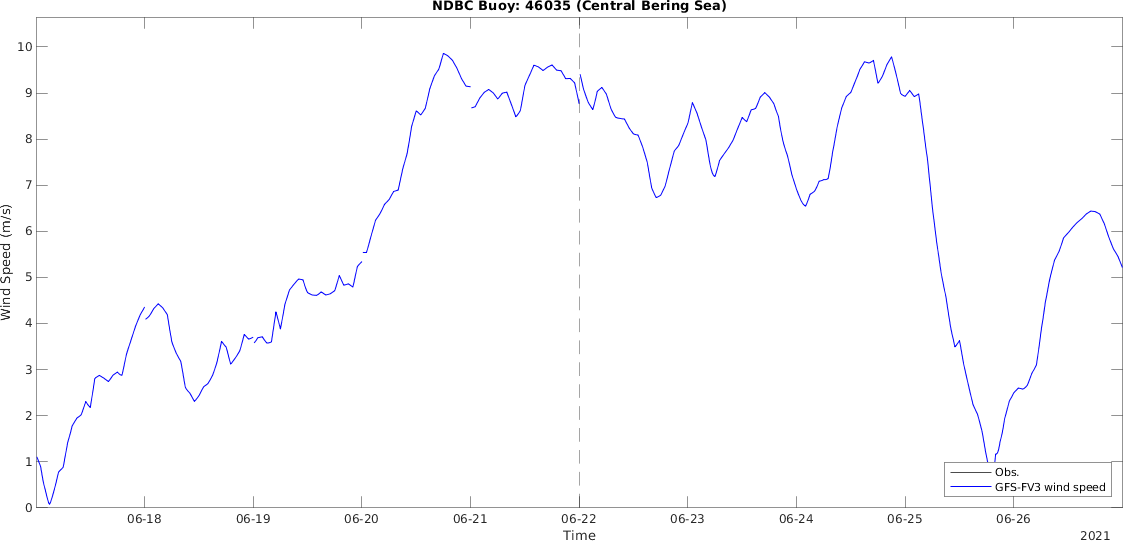 NDBC Buoy: 46035 (Central Bering Sea)
10
9
8
7
6
5
4
3
2
1
0
Wind Speed (m/s)
06-18 06-19 06-20 06-21 06-22 06-23 06-24 06-25 06-26
Time
2021
Obs.
GFS-FV3 wind speed